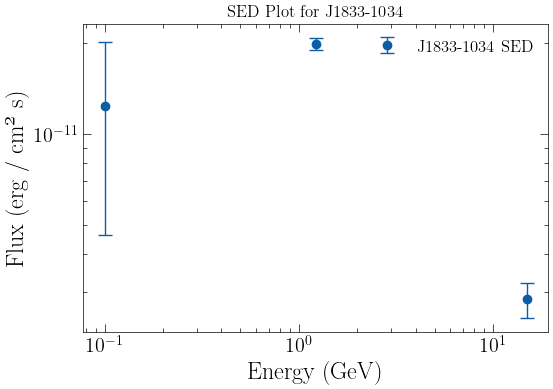 SED Plot for J1833-1034
J1833-1034 SED
Flux (erg / cm² s)
10⁻¹¹
10⁻¹ 10⁰ 10¹
Energy (GeV)